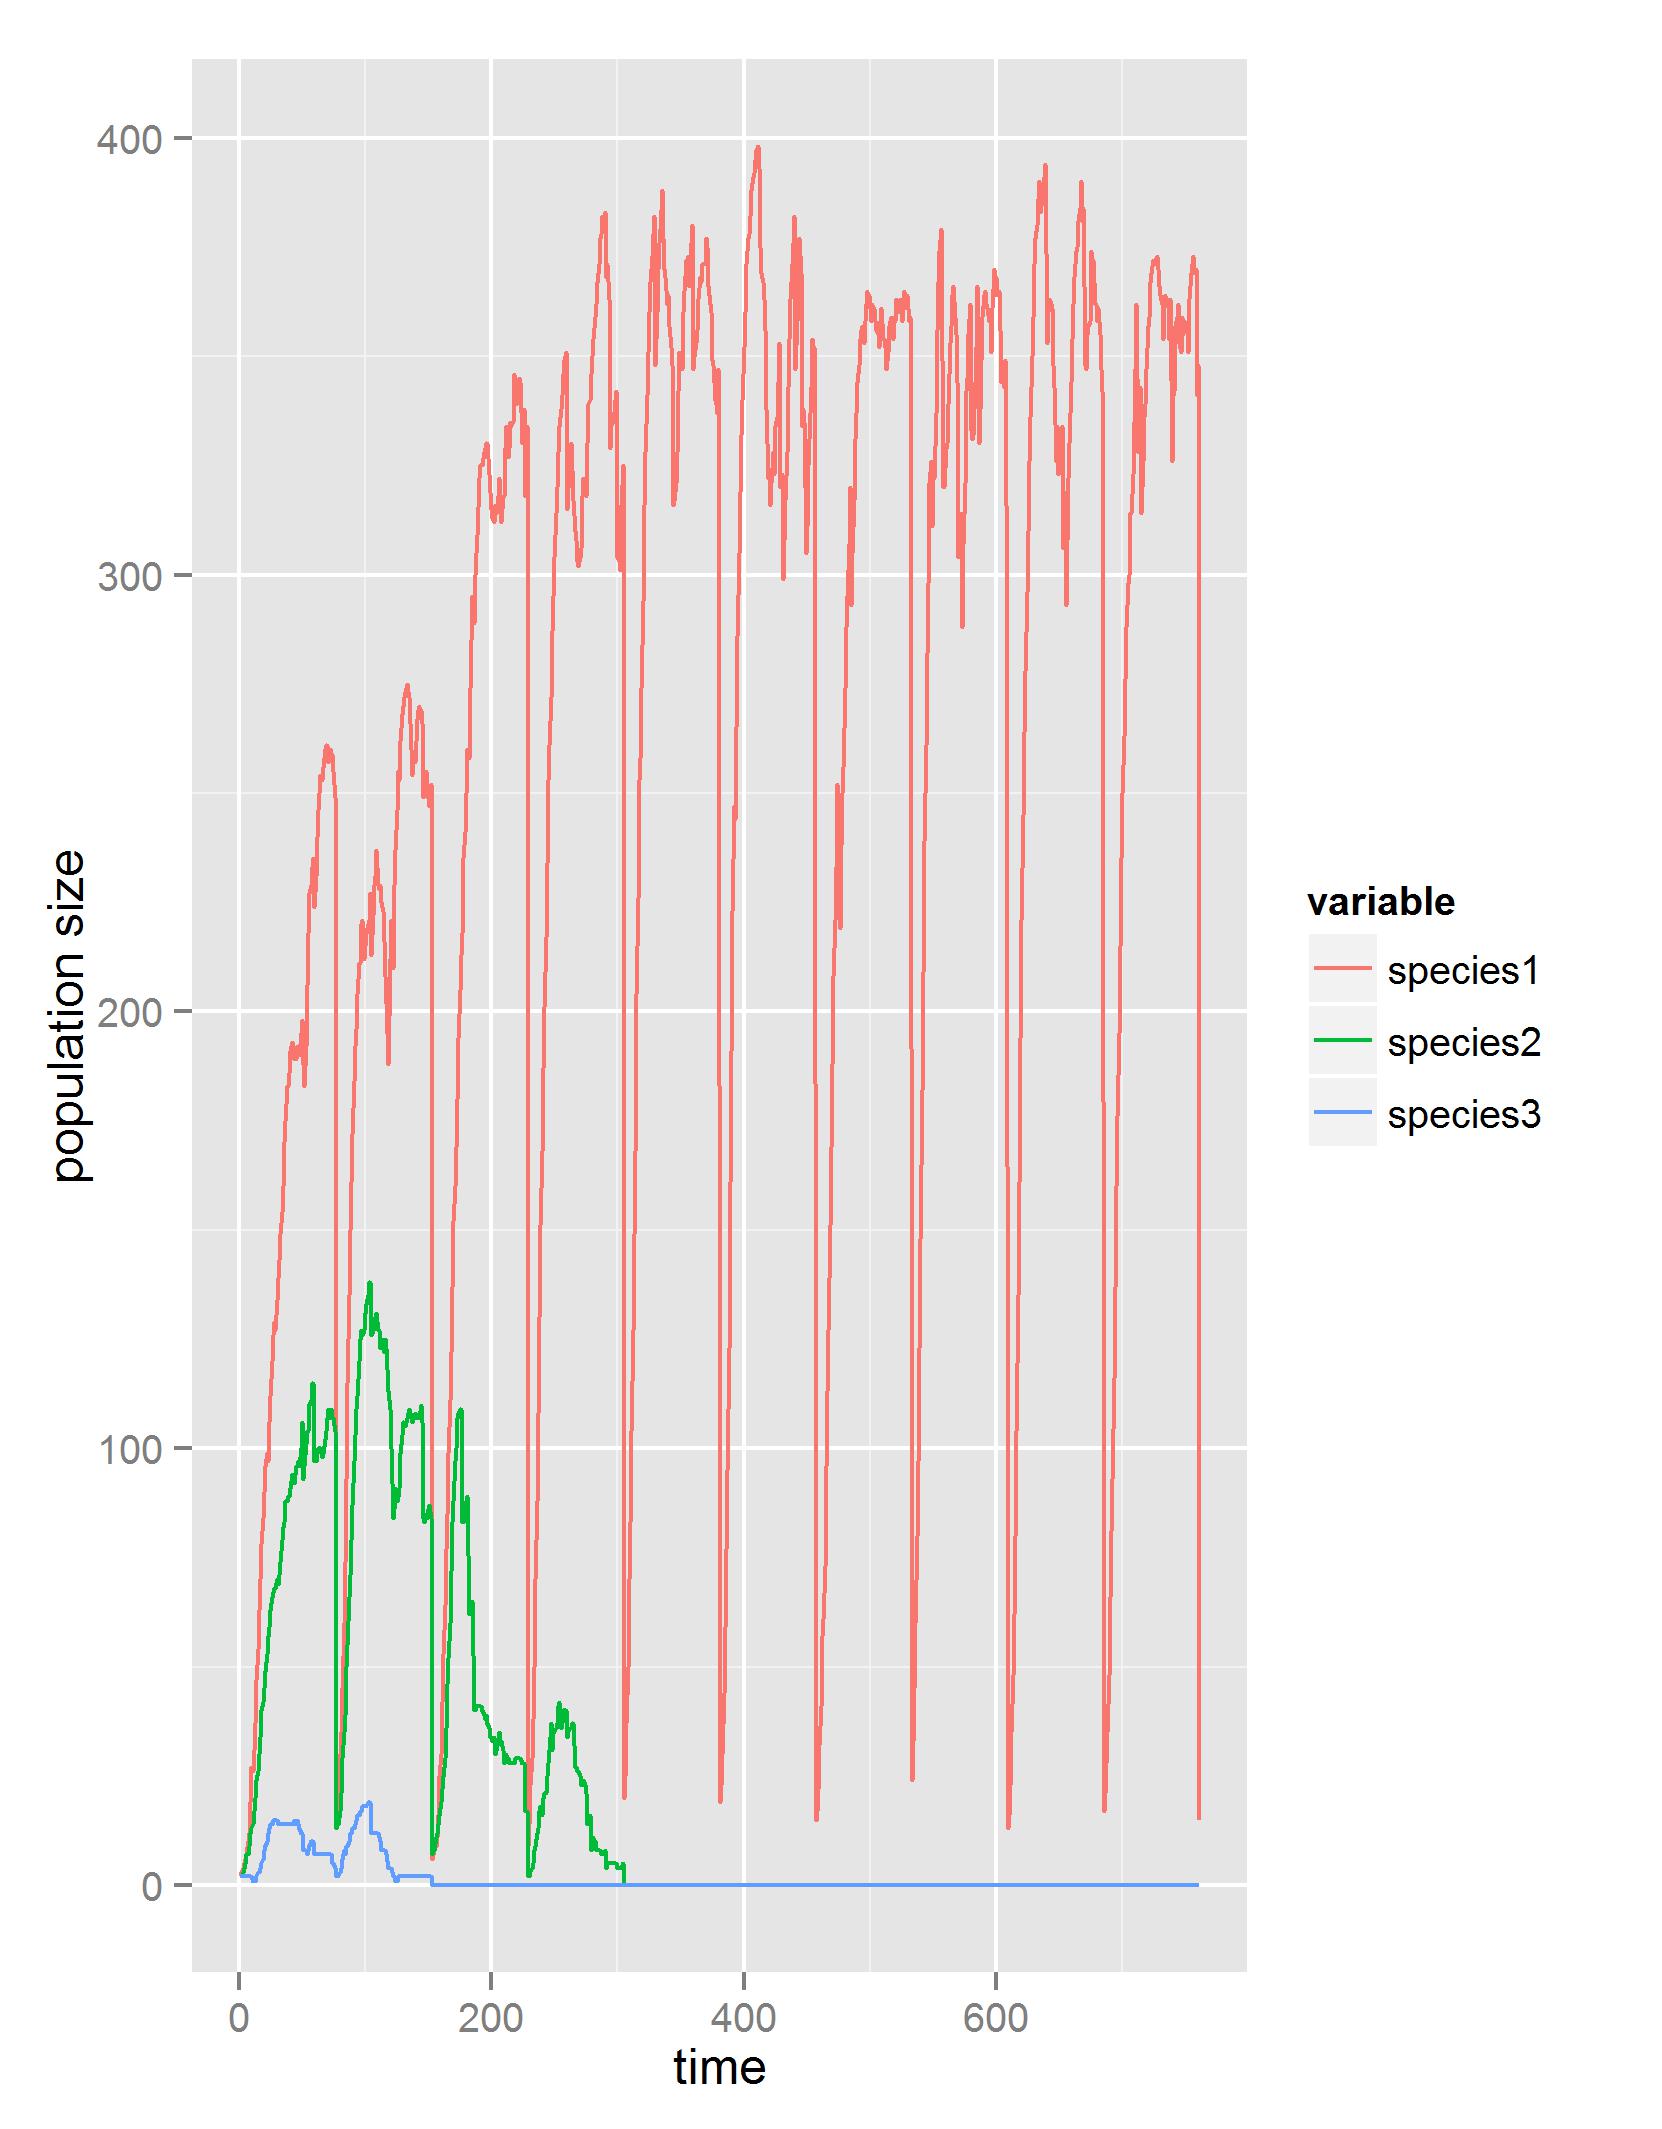 400
300
200
100
0
population size
0 200 400 600
time
variable
species1
species2
species3